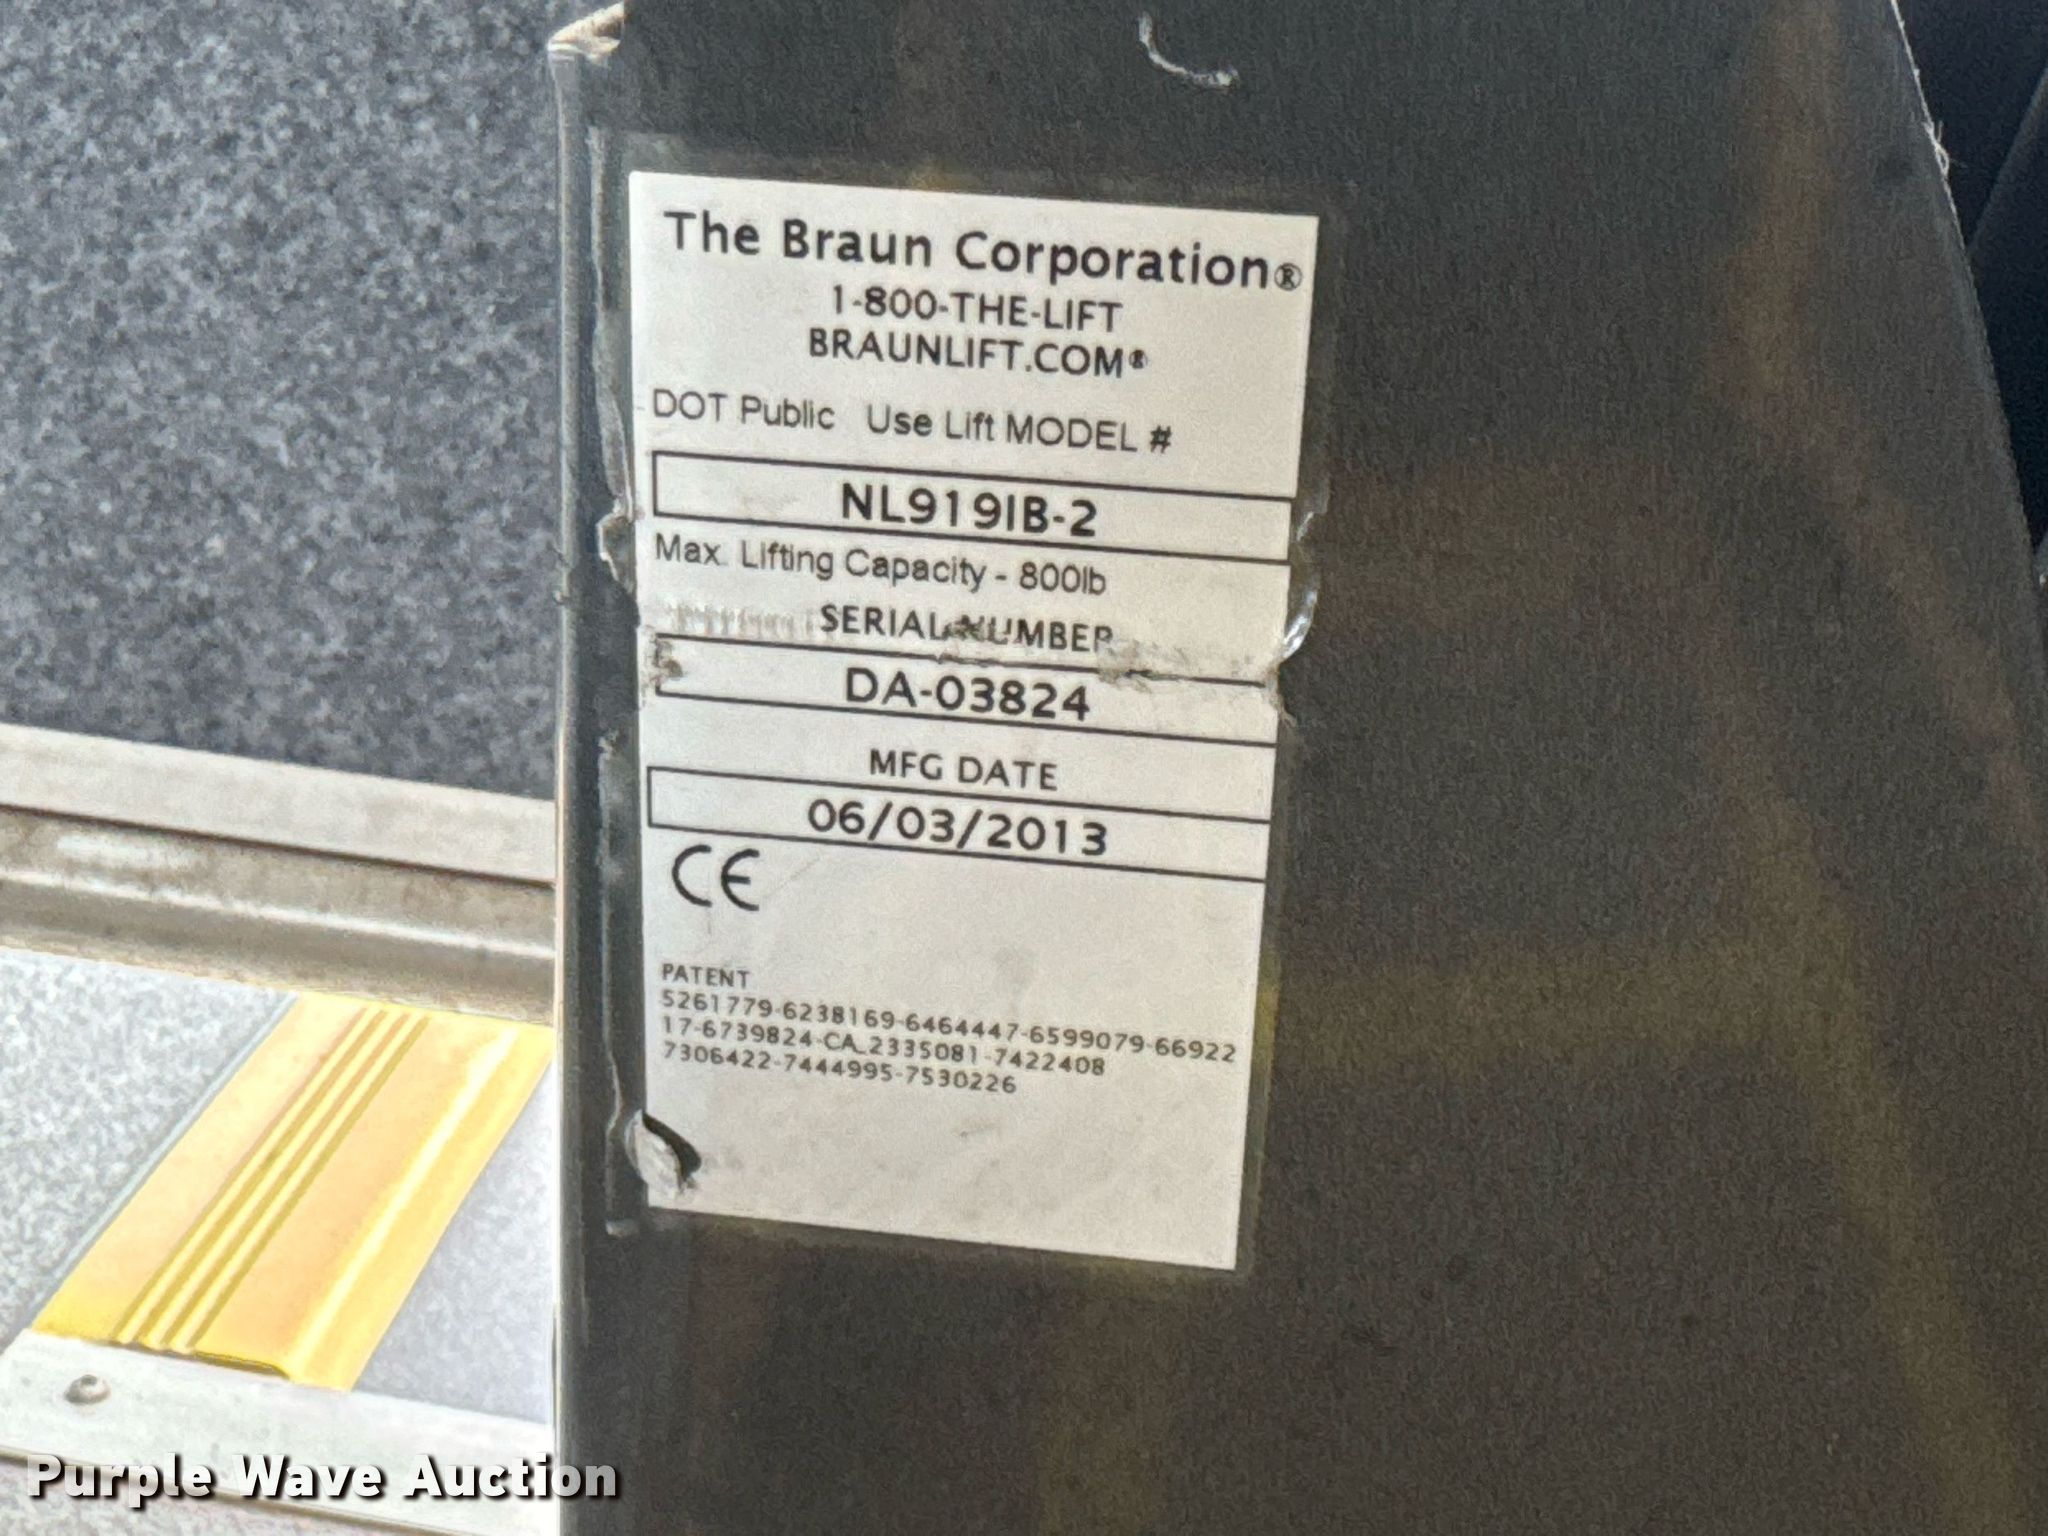 The Braun Corporation®
1-800-THE-LIFT
BRAUNLIFT.COM®
DOT Public Use Lift MODEL #
NL919IB-2
Max. Lifting Capacity - 800lb
SERIAL NUMBER
DA-03824
MFG DATE
06/03/2013
CE
PATENT
5261779-6238169-6464447-6599079-66922
17-6739824-CA_2335081-7422408
7306422-7444995-7530226
Purple Wave Auction